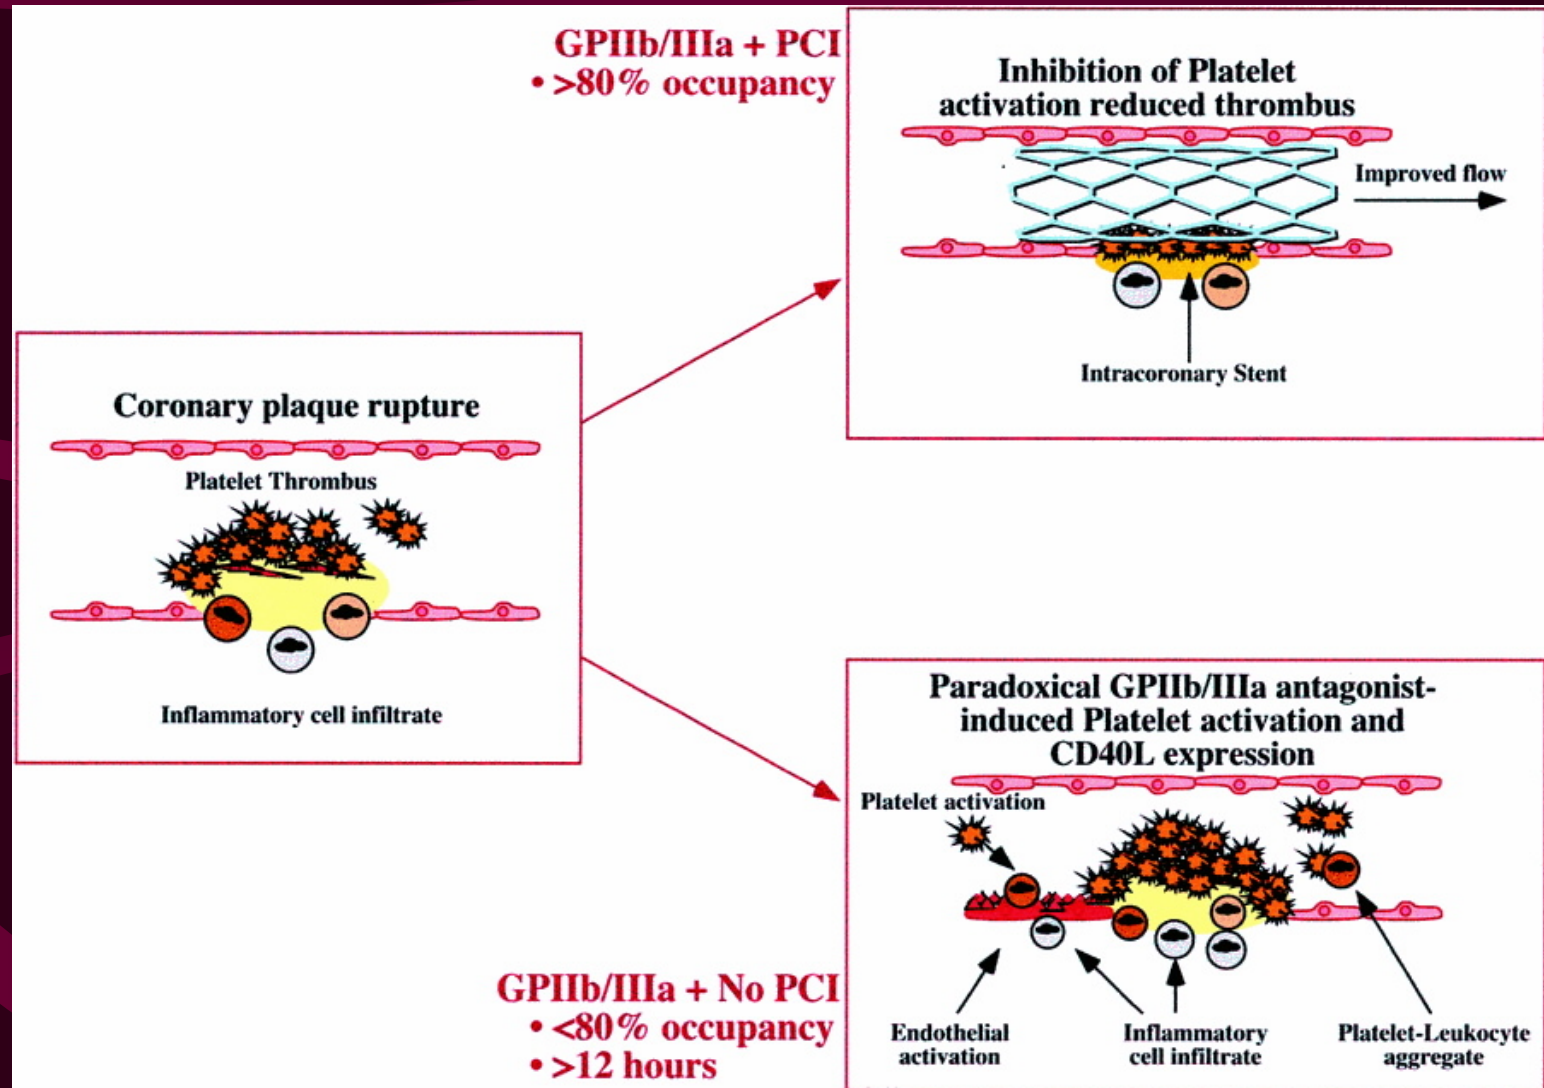 GPIIb/IIIa + PCI
• >80% occupancy
Inhibition of Platelet
activation reduced thrombus
Improved flow
Intracoronary Stent
Coronary plaque rupture
Platelet Thrombus
Inflammatory cell infiltrate
Paradoxical GPIIb/IIIa antagonist-
induced Platelet activation and
CD40L expression
Platelet activation
GPIIb/IIIa + No PCI
• <80% occupancy
• >12 hours
Endothelial
activation
Inflammatory
cell infiltrate
Platelet-Leukocyte
aggregate